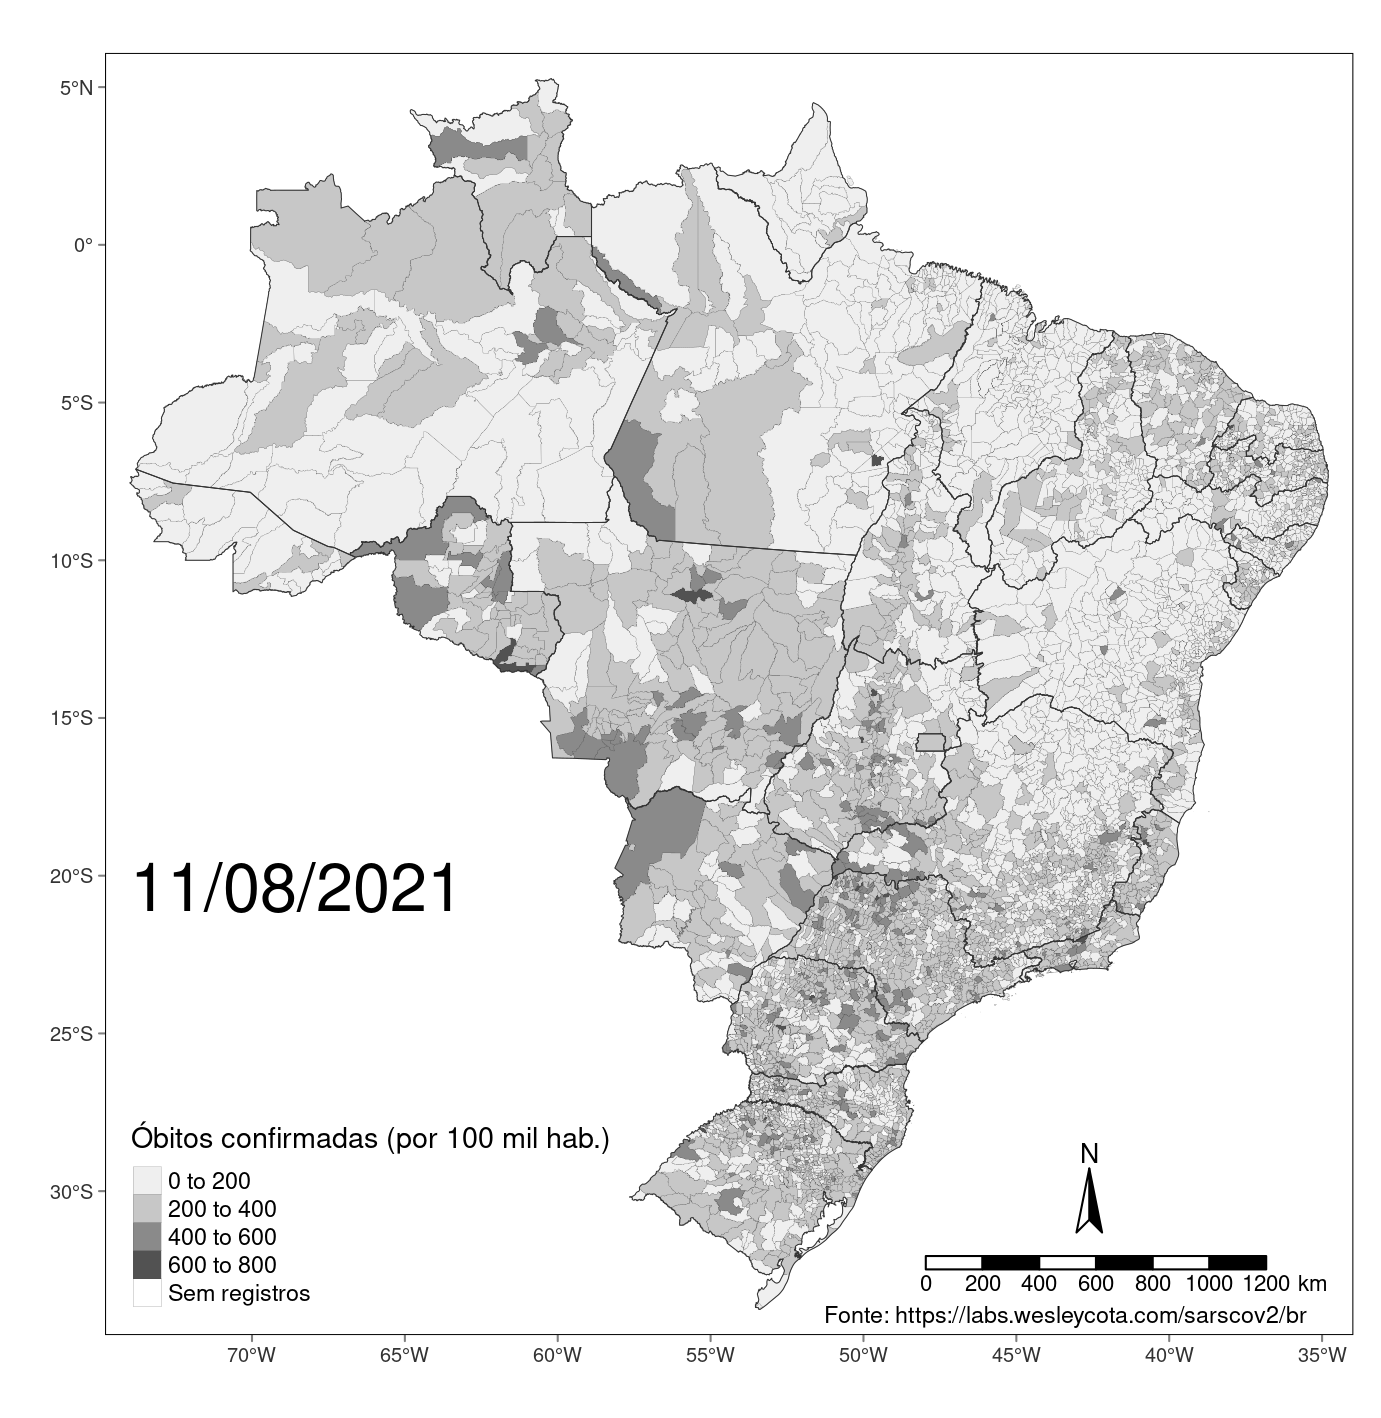 5°N
0°
5°S
10°S
15°S
20°S
25°S
30°S
11/08/2021
Óbitos confirmadas (por 100 mil hab.)
0 to 200
200 to 400
400 to 600
600 to 800
Sem registros
N
0 200 400 600 800 1000 1200 km
Fonte: https://labs.wesleycota.com/sarscov2/br
70°W 65°W 60°W 55°W 50°W 45°W 40°W 35°W